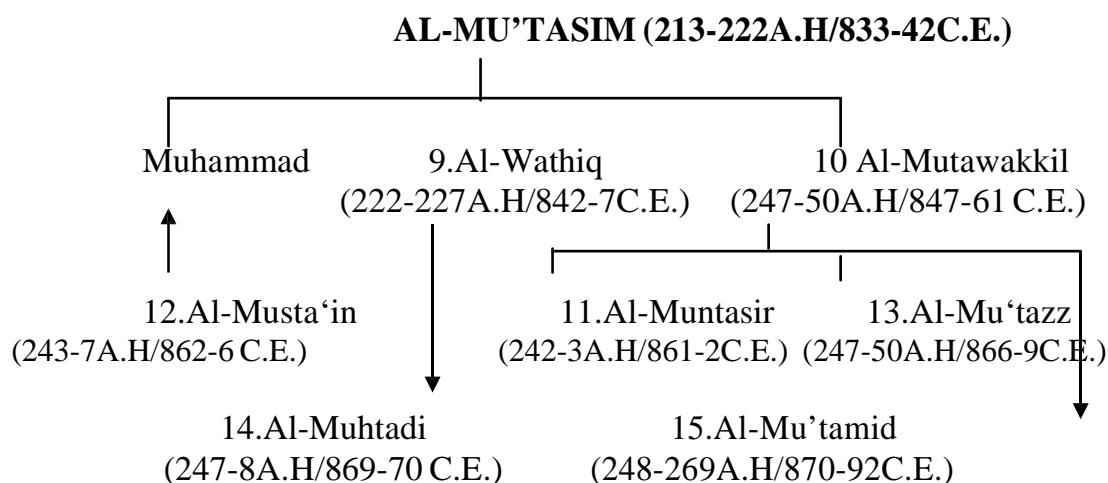 AL-MU’TASIM (213-222A.H/833-42C.E.)
Muhammad 9.Al-Wathiq 10 Al-Mutawakkil
(222-227A.H/842-7C.E.) (247-50A.H/847-61 C.E.)
12.Al-Musta‘in 11.Al-Muntasir 13.Al-Mu‘tazz
(243-7A.H/862-6 C.E.) (242-3A.H/861-2C.E.) (247-50A.H/866-9C.E.)
14.Al-Muhtadi 15.Al-Mu’tamid
(247-8A.H/869-70 C.E.) (248-269A.H/870-92C.E.)